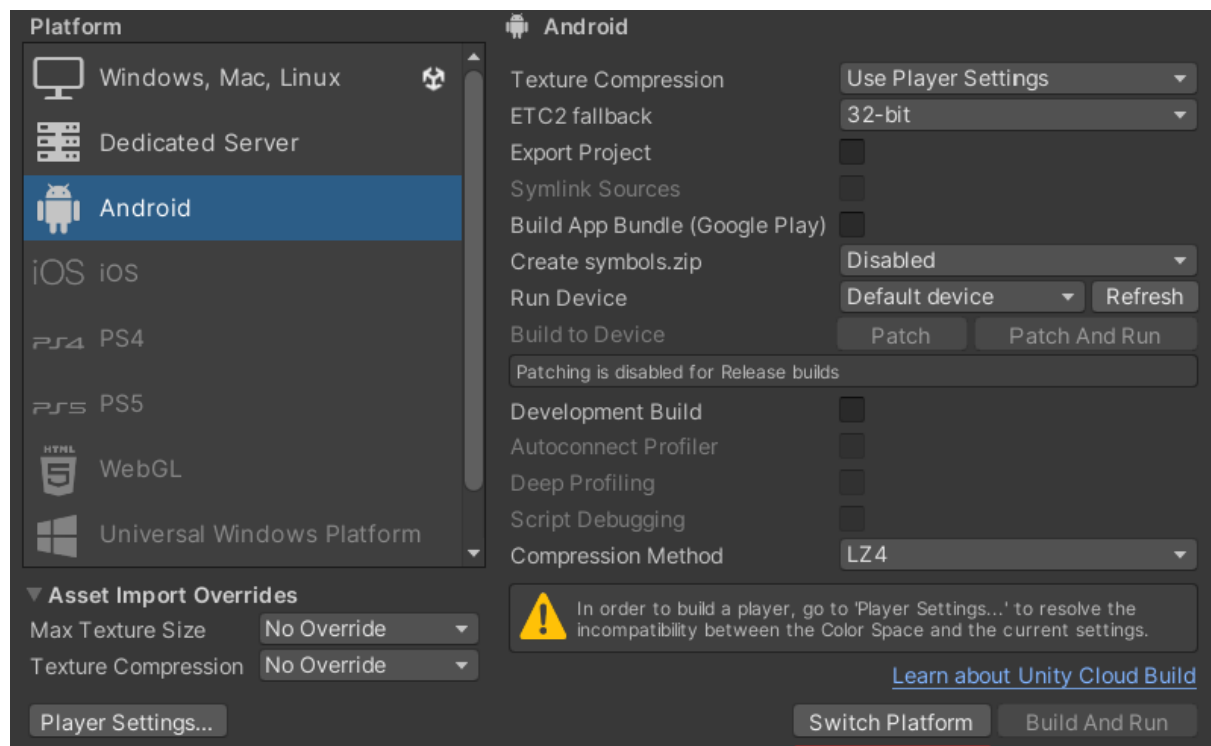 Platform
Windows, Mac, Linux
Dedicated Server
Android
iOS iOS
PS4 PS4
PS5 PS5
HTML
5 WebGL
Universal Windows Platform
Asset Import Overrides
Max Texture Size No Override
Texture Compression No Override
Player Settings...
Android
Texture Compression Use Player Settings
ETC2 fallback 32-bit
Export Project
Symlink Sources
Build App Bundle (Google Play)
Create symbols.zip Disabled
Run Device Default device Refresh
Build to Device Patch Patch And Run
Patching is disabled for Release builds
Development Build
Autoconnect Profiler
Deep Profiling
Script Debugging
Compression Method LZ4
In order to build a player, go to 'Player Settings...' to resolve the
incompatibility between the Color Space and the current settings.
Learn about Unity Cloud Build
Switch Platform Build And Run